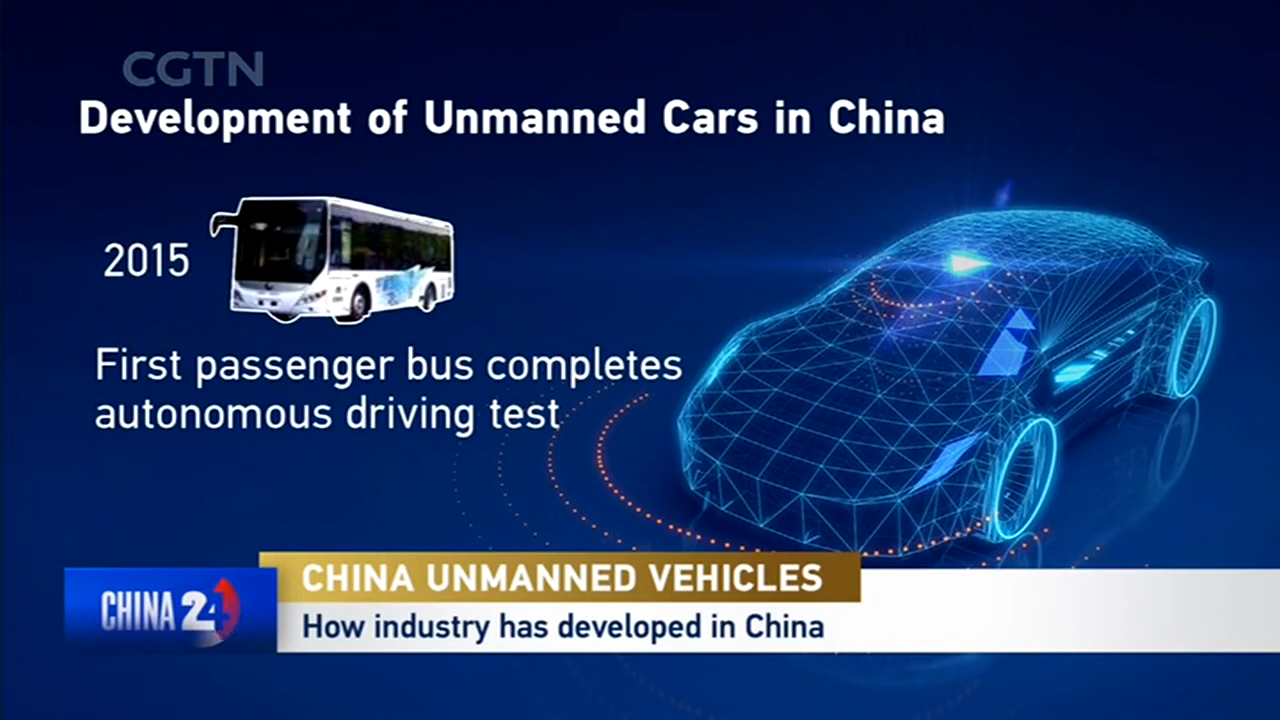 CGTN
Development of Unmanned Cars in China
2015
First passenger bus completes
autonomous driving test
CHINA 24
CHINA UNMANNED VEHICLES
How industry has developed in China